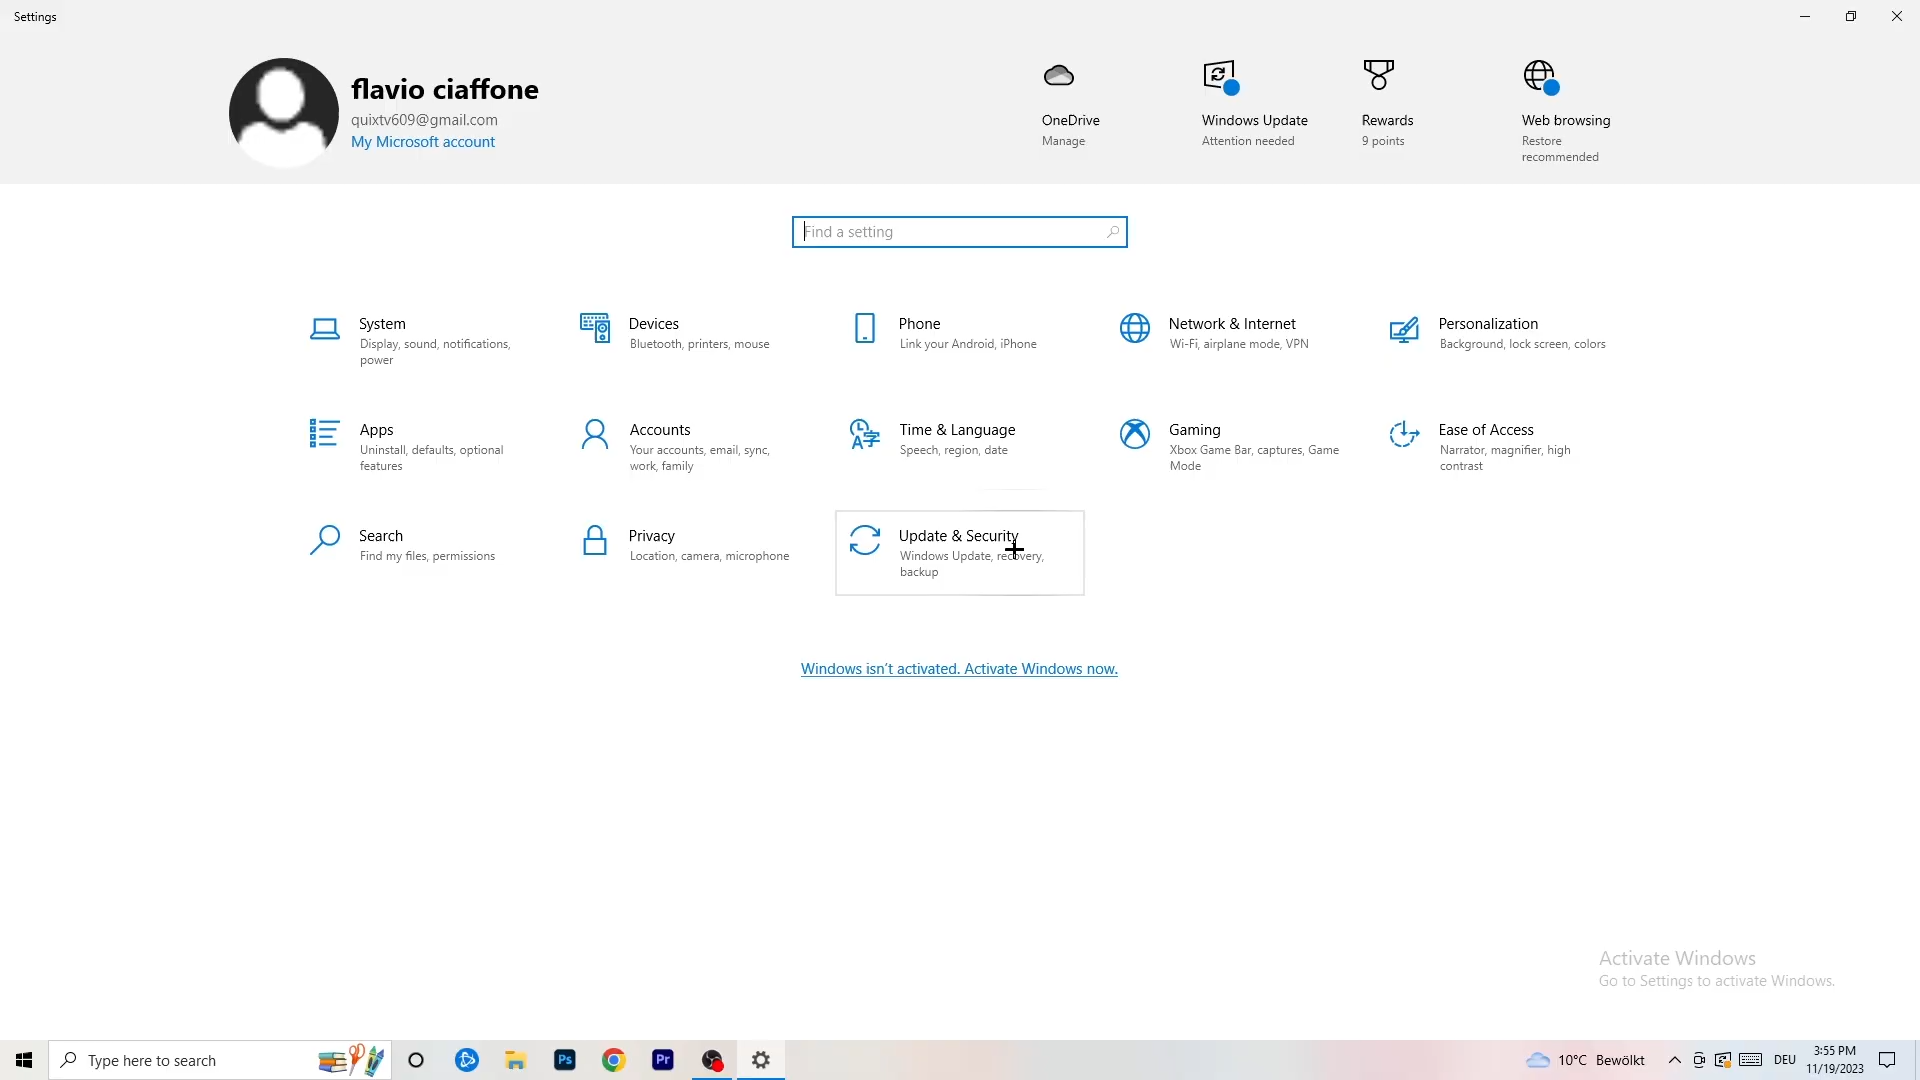 Settings
flavio ciaffone
quixtv609@gmail.com
My Microsoft account
OneDrive
Manage
Windows Update
Attention needed
Rewards
9 points
Web browsing
Restore
recommended
Find a setting
System
Display, sound, notifications,
power
Devices
Bluetooth, printers, mouse
Phone
Link your Android, iPhone
Network & Internet
Wi-Fi, airplane mode, VPN
Personalization
Background, lock screen, colors
Apps
Uninstall, defaults, optional
features
Accounts
Your accounts, email, sync,
work, family
Time & Language
Speech, region, date
Gaming
Xbox Game Bar, captures, Game
Mode
Ease of Access
Narrator, magnifier, high
contrast
Search
Find my files, permissions
Privacy
Location, camera, microphone
Update & Security
Windows Update, recovery,
backup
Windows isn't activated. Activate Windows now.
Activate Windows
Go to Settings to activate Windows.
Type here to search
Ps
Pr
10°C Bewölkt
DEU
3:55 PM
11/19/2023